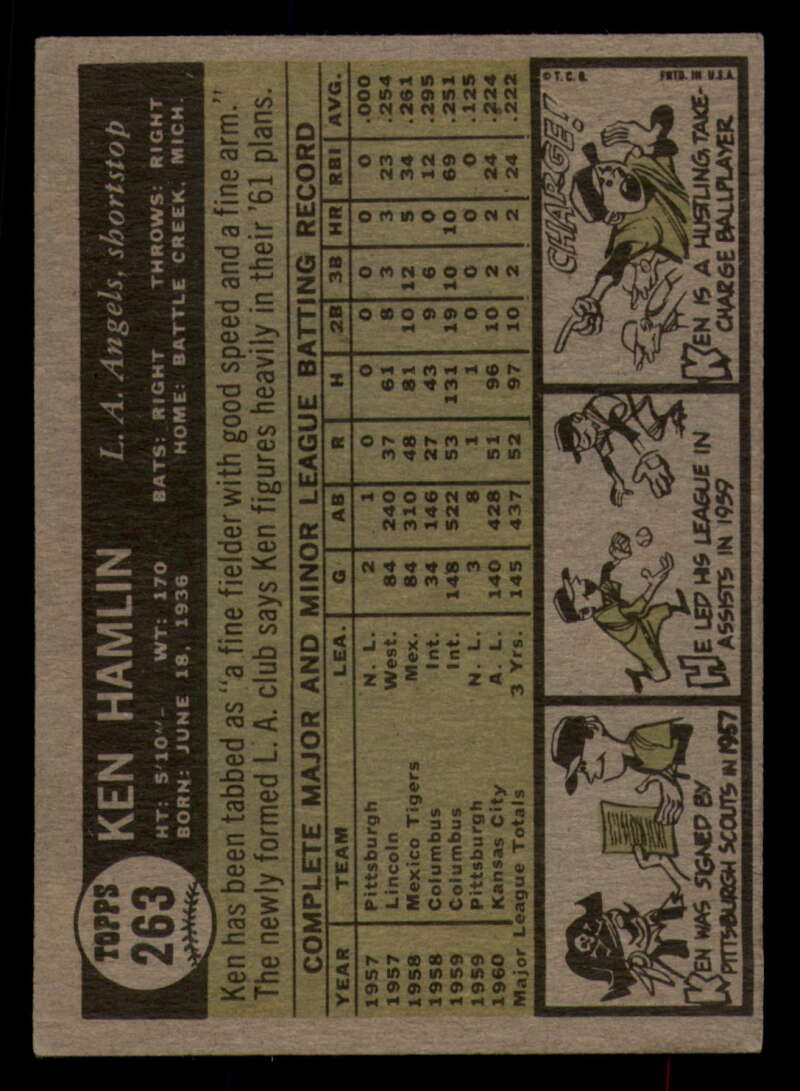 TOPPS
263
KEN HAMLIN L. A. Angels, shortstop
HT: 5'10" WT: 170 BATS: RIGHT THROWS: RIGHT
BORN: JUNE 18, 1936 HOME: BATTLE CREEK, MICH.
Ken has been tabbed as "a fine fielder with good speed and a fine arm."
The newly formed L. A. club says Ken figures heavily in their '61 plans.
COMPLETE MAJOR AND MINOR LEAGUE BATTING RECORD
YEAR TEAM LEA. G AB R H 2B 3B HR RBI AVG.
1957 Pittsburgh N. L. 2 1 0 0 0 0 0 0 .000
1957 Lincoln West. 84 240 37 61 8 3 3 23 .254
1958 Mexico Tigers Mex. 84 310 48 81 10 12 5 34 .261
1958 Columbus Int. 34 146 27 43 9 6 0 12 .295
1959 Columbus Int. 148 522 53 131 19 10 10 69 .251
1959 Pittsburgh N. L. 3 8 1 1 0 0 0 0 .125
1960 Kansas City A. L. 140 428 51 96 10 2 2 24 .224
Major League Totals 3 Yrs. 145 437 52 97 10 2 2 24 .222
KEN WAS SIGNED BY
PITTSBURGH SCOUTS IN 1957
HE LED HIS LEAGUE IN
ASSISTS IN 1959
© T. C. G. PRTD. IN U.S.A.
CHARGE!
KEN IS A HUSTLING, TAKE-
CHARGE BALLPLAYER